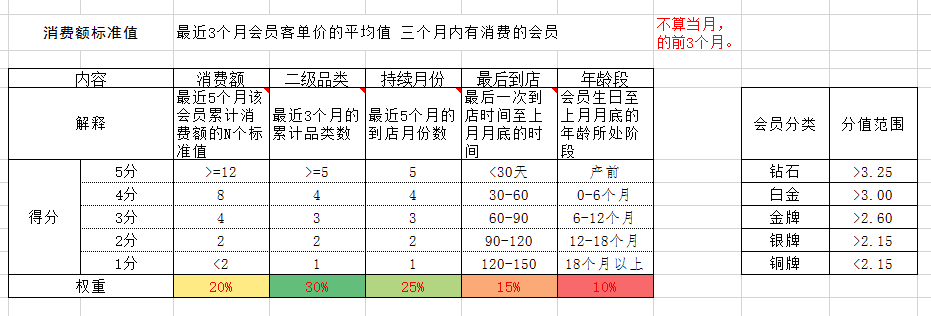 消费额标准值 最近3个月会员客单价的平均值 三个月内有消费的会员
不算当月，
的前3个月。
内容 消费额 二级品类 持续月份 最后到店 年龄段
解释
最近5个月该
会员累计消
费额的N个标
准值
最近3个月的
累计品类数
最近5个月的
到店月份数
最后一次到
店时间至上
月月底的时
间
会员生日至
上月月底的
年龄所处阶
段
得分
5分 >=12 >=5 5 <30天 产前
4分 8 4 4 30-60 0-6个月
3分 4 3 3 60-90 6-12个月
2分 2 2 2 90-120 12-18个月
1分 <2 1 1 120-150 18个月以上
权重 20% 30% 25% 15% 10%
会员分类 分值范围
钻石 >3.25
白金 >3.00
金牌 >2.60
银牌 >2.15
铜牌 <2.15